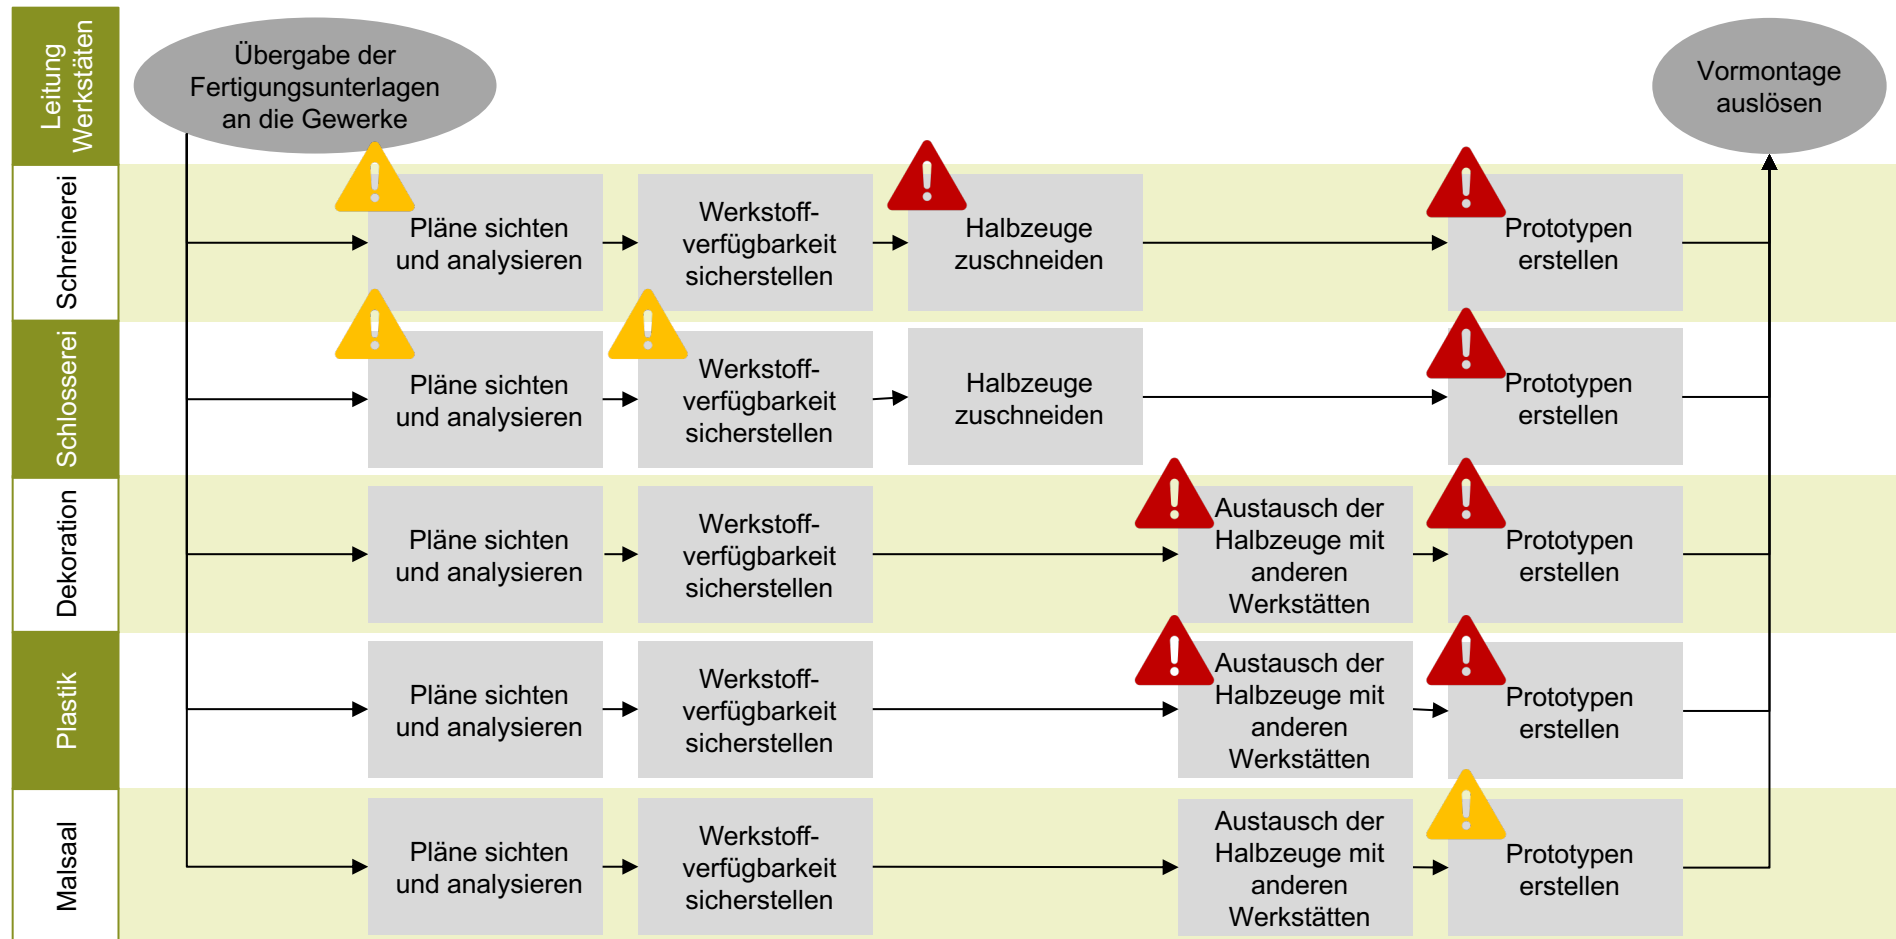 Leitung
Werkstäten
Übergabe der
Fertigungsunterlagen
an die Gewerke
Vormontage
auslösen
Schreinerei
Pläne sichten
und analysieren
Werkstoff-
verfügbarkeit
sicherstellen
Halbzeuge
zuschneiden
Prototypen
erstellen
Schlosserei
Pläne sichten
und analysieren
Werkstoff-
verfügbarkeit
sicherstellen
Halbzeuge
zuschneiden
Prototypen
erstellen
Dekoration
Pläne sichten
und analysieren
Werkstoff-
verfügbarkeit
sicherstellen
Austausch der
Halbzeuge mit
anderen
Werkstätten
Prototypen
erstellen
Plastik
Pläne sichten
und analysieren
Werkstoff-
verfügbarkeit
sicherstellen
Austausch der
Halbzeuge mit
anderen
Werkstätten
Prototypen
erstellen
Malsaal
Pläne sichten
und analysieren
Werkstoff-
verfügbarkeit
sicherstellen
Austausch der
Halbzeuge mit
anderen
Werkstätten
Prototypen
erstellen